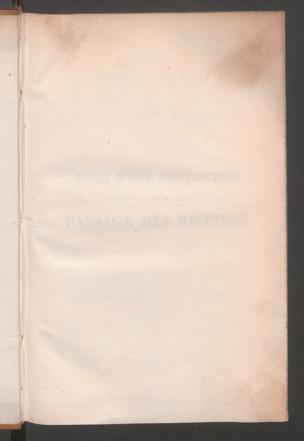 ESSAI D'UNE INSTRUCTION
PASSAGE DES RIVIÈRES